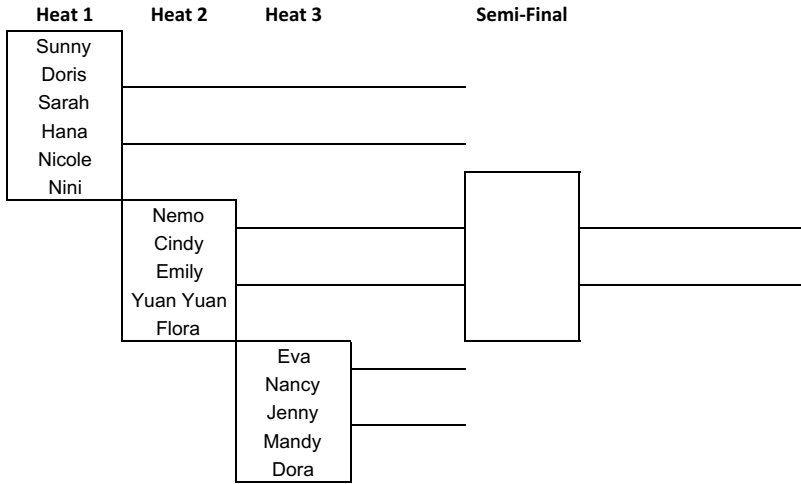 Heat 1 Heat 2 Heat 3 Semi-Final
Sunny
Doris
Sarah
Hana
Nicole
Nini
Nemo
Cindy
Emily
Yuan Yuan
Flora
Eva
Nancy
Jenny
Mandy
Dora